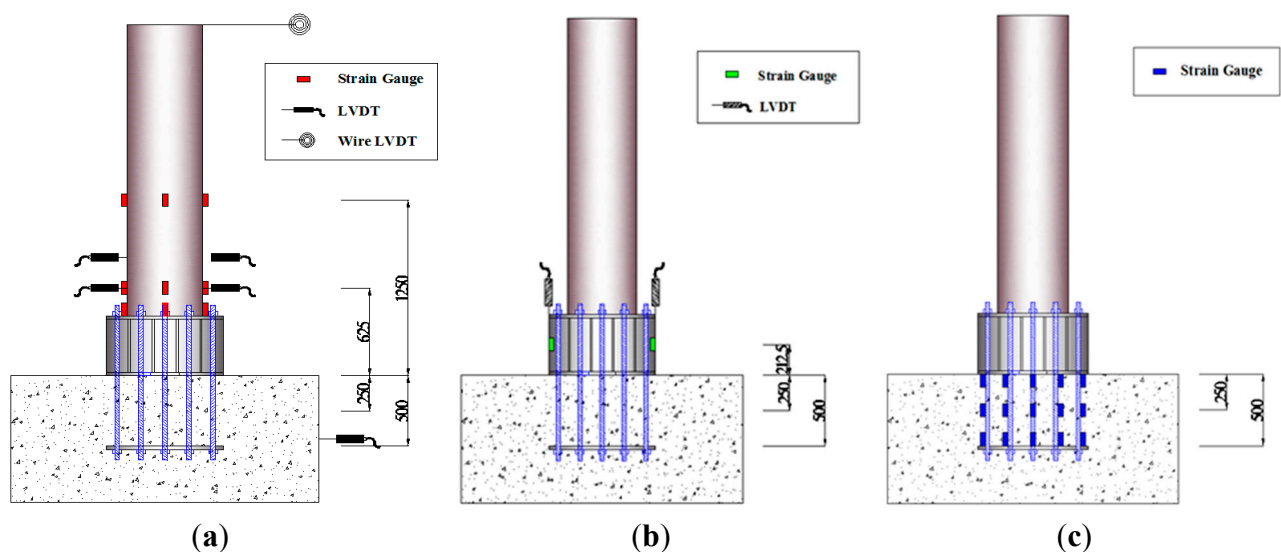 Strain Gauge
LVDT
Wire LVDT
1250
625
250
500
(a)
Strain Gauge
LVDT
212.5
250
500
(b)
Strain Gauge
250
500
(c)